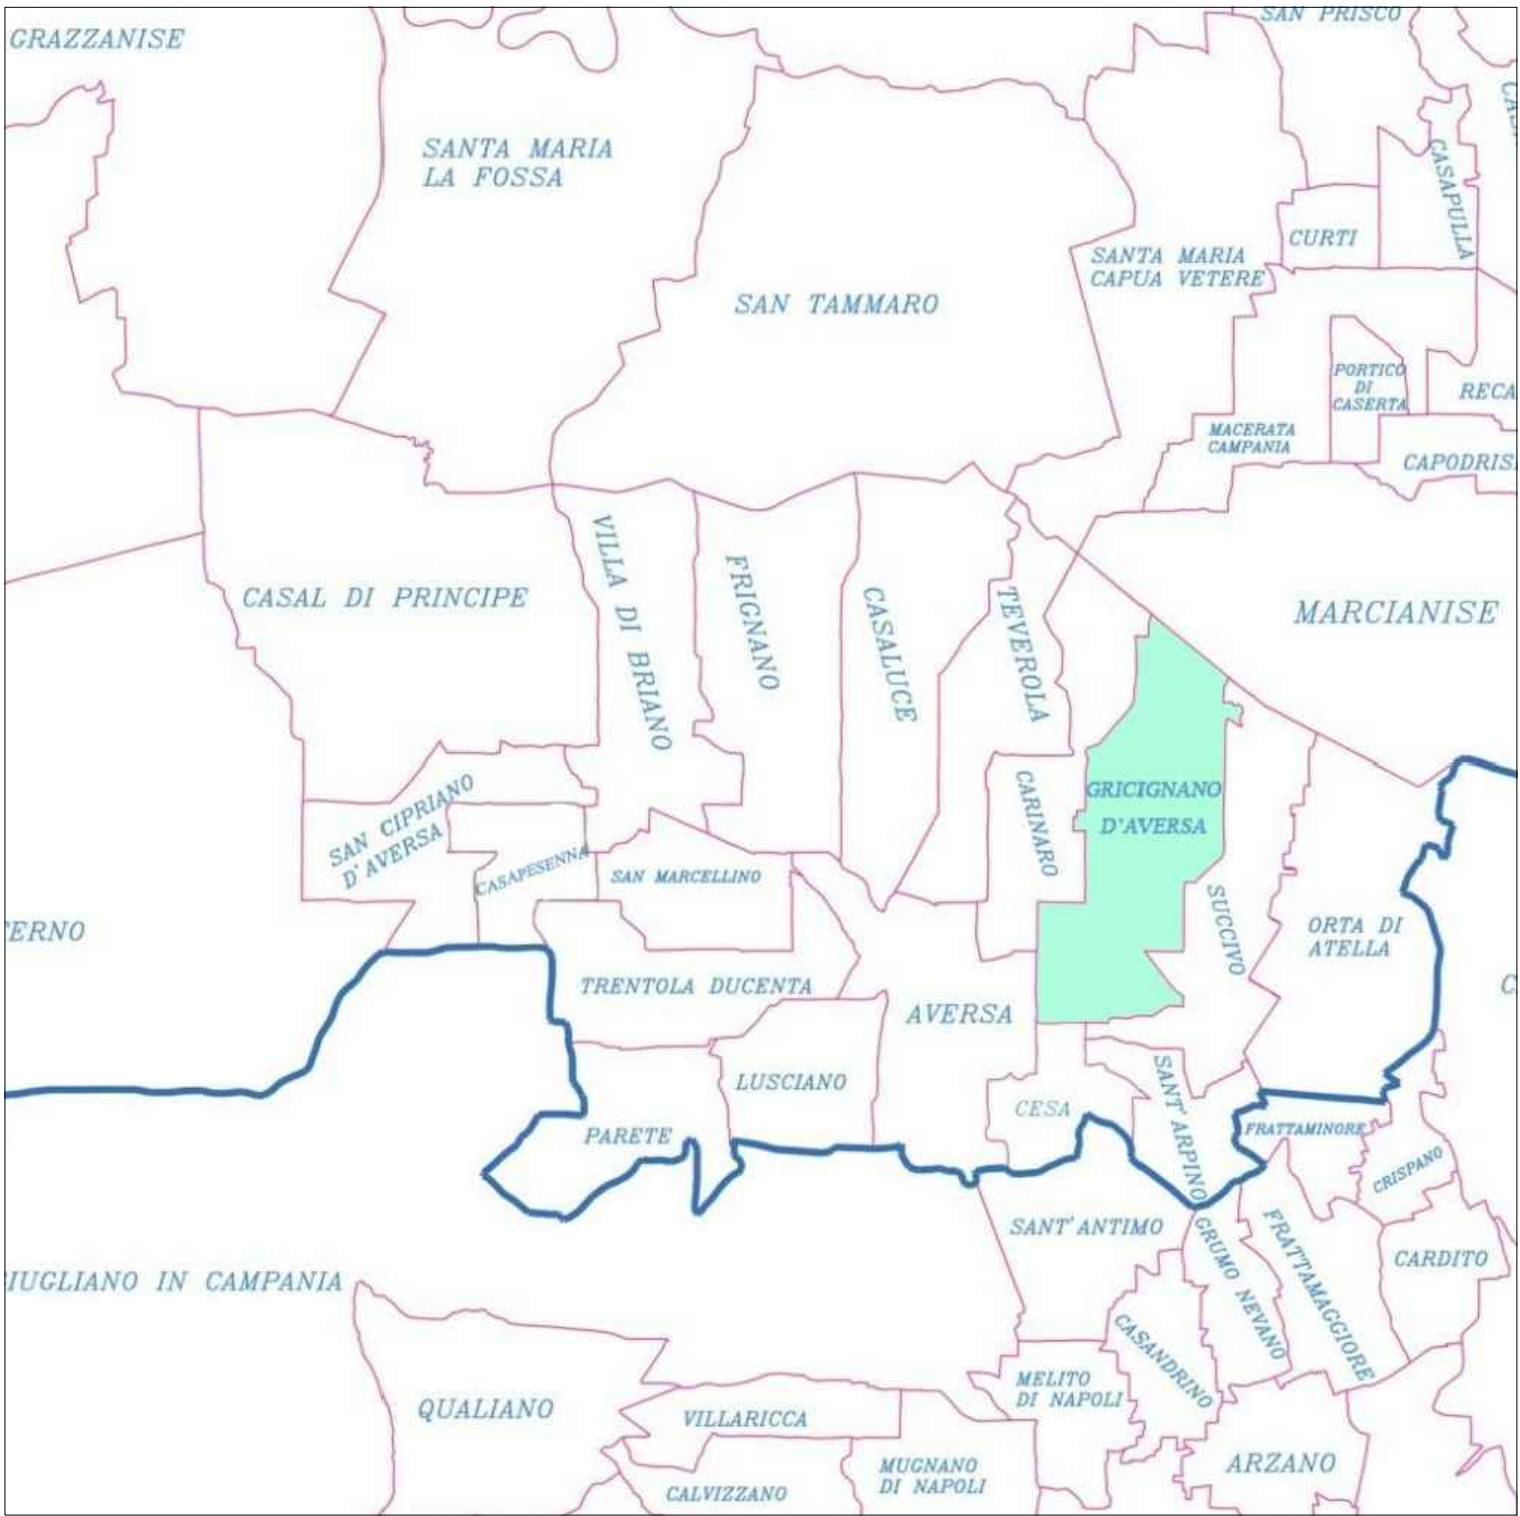 SAN PRISCO
GRAZZANISE
SANTA MARIA
LA FOSSA
CASAPULLA
CURTI
SANTA MARIA
CAPUA VETERE
SAN TAMMARO
PORTICO
DI
CASERTA
RECA
MACERATA
CAMPANIA
CAPODRIS
VILLA DI BRIANO
FRIGNANO
CASALUCE
TEVEROLA
CASAL DI PRINCIPE
MARCIANISE
SAN CIPRIANO
D'AVERSA
CARINARO
GRICIGNANO
D'AVERSA
CASAPESENNA
SAN MARCELLINO
SUCCIVO
ORTA DI
ATELLA
ERNO
TRENTOLA DUCENTA
AVERSA
LUSCIANO
CESA
SANT'ARPINO
PARETE
FRATTAMINORE
CRISPANO
SANT'ANTIMO
GRUMO NEVANO
FRATTAMAGGIORE
CARDITO
IUGLIANO IN CAMPANIA
CASANDRINO
MELITO
DI NAPOLI
QUALIANO
VILLARICCA
MUGNANO
DI NAPOLI
ARZANO
CALVIZZANO